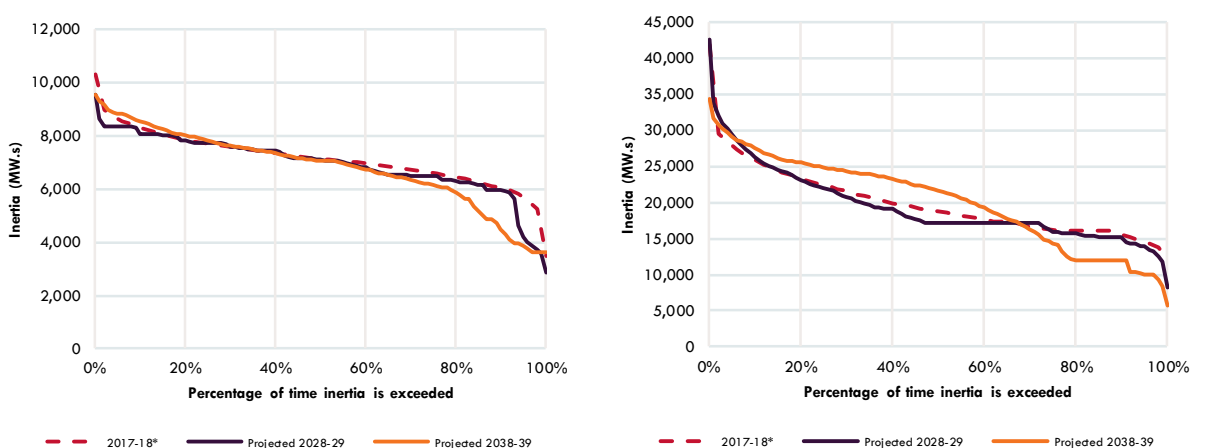 12,000
10,000
8,000
6,000
4,000
2,000
0
Inertia (MW.s)
0% 20% 40% 60% 80% 100%
Percentage of time inertia is exceeded
2017-18* Projected 2028-29 Projected 2038-39
45,000
40,000
35,000
30,000
25,000
20,000
15,000
10,000
5,000
0
Inertia (MW.s)
0% 20% 40% 60% 80% 100%
Percentage of time inertia is exceeded
2017-18* Projected 2028-29 Projected 2038-39